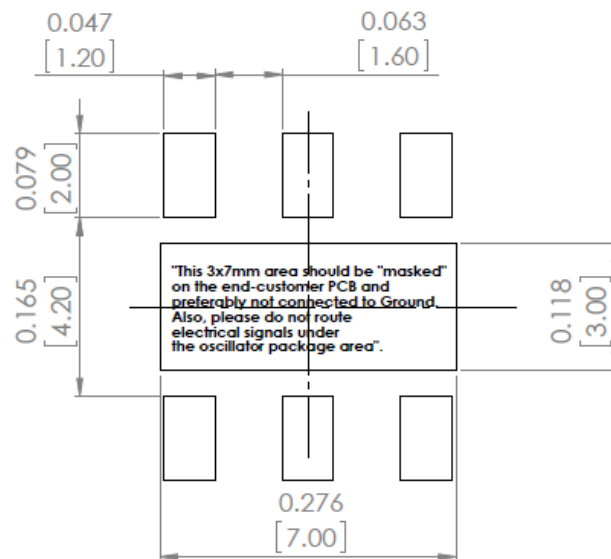 0.047
[1.20]
0.063
[1.60]
0.079
[2.00]
"This 3x7mm area should be "masked"
on the end-customer PCB and
preferably not connected to Ground.
Also, please do not route
electrical signals under
the oscillator package area".
0.165
[4.20]
0.118
[3.00]
0.276
[7.00]